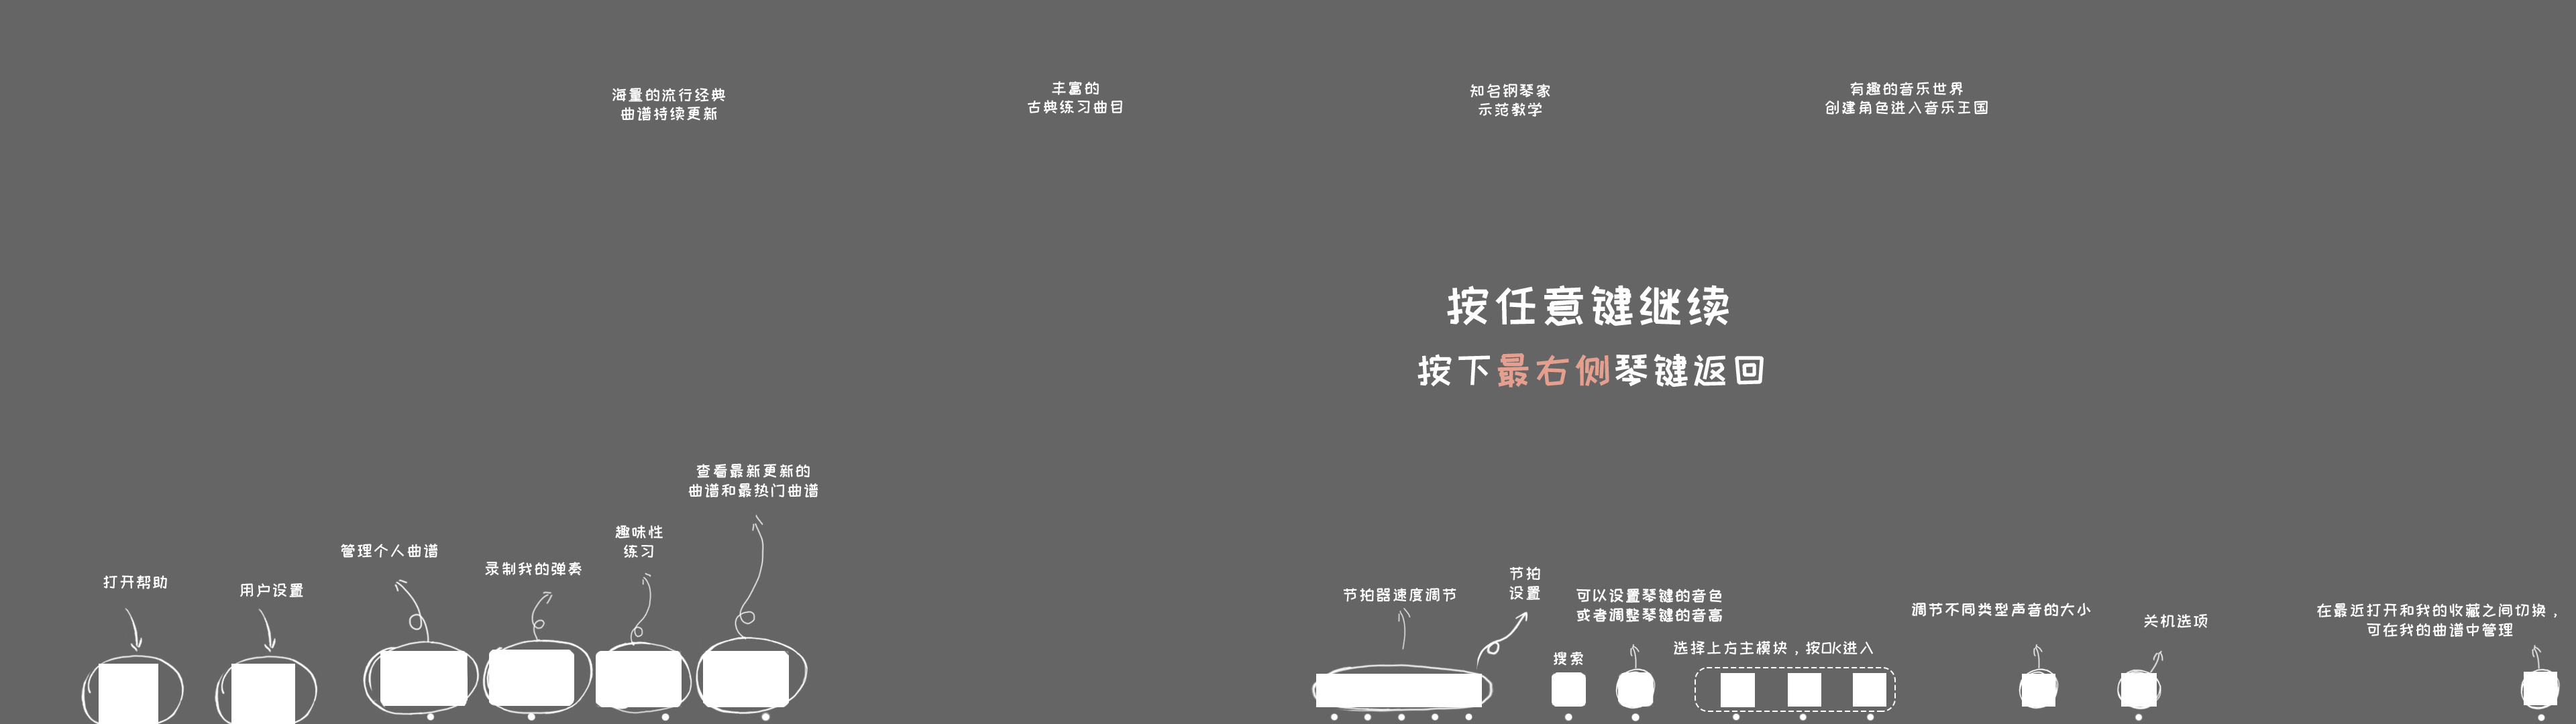 海量的流行经典
曲谱持续更新
丰富的
古典练习曲目
知名钢琴家
示范教学
有趣的音乐世界
创建角色进入音乐王国
按任意键继续
按下最右侧琴键返回
查看最新更新的
曲谱和最热门曲谱
趣味性
练习
管理个人曲谱
录制我的弹奏
打开帮助
用户设置
节拍器速度调节
节拍
设置
可以设置琴键的音色
或者调整琴键的音高
搜索
选择上方主模块，按OK进入
调节不同类型声音的大小
关机选项
在最近打开和我的收藏之间切换，
可在我的曲谱中管理